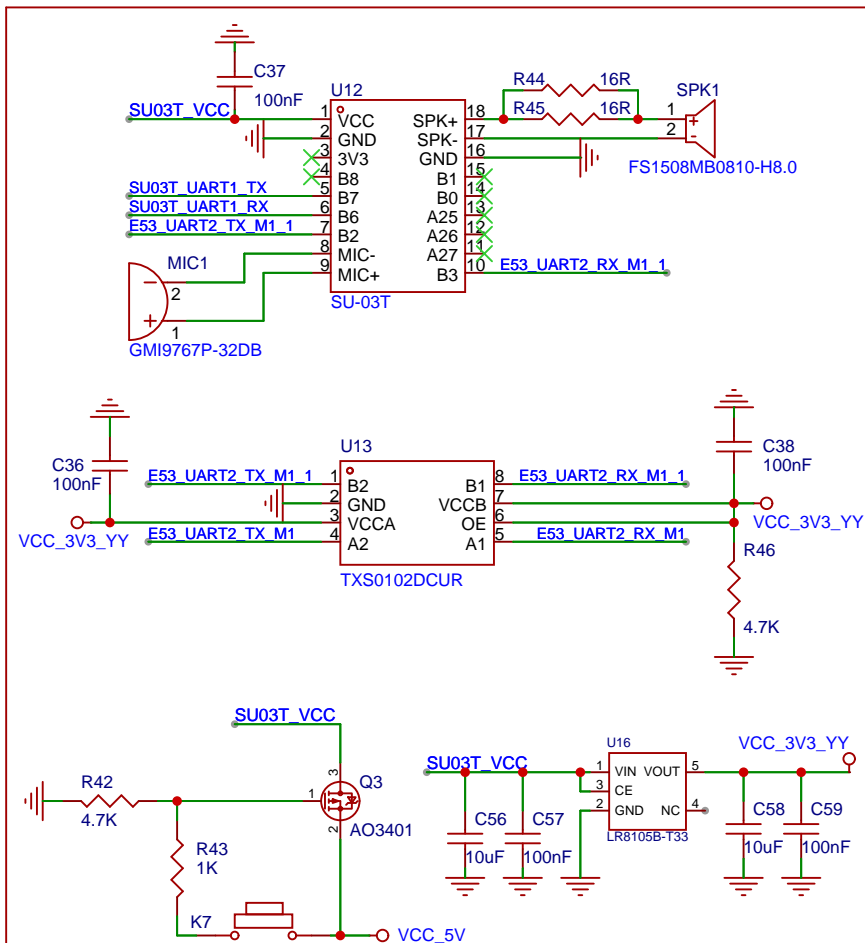 C37
100nF
U12
SU03T_VCC
1 VCC
2 GND
3 3V3
4 B8
SU03T_UART1_TX 5 B7
SU03T_UART1_RX 6 B6
E53_UART2_TX_M1_1 7 B2
8 MIC-
9 MIC+
SPK+ 18
SPK- 17
GND 16
B1 15
B0 14
A25 13
A26 12
A27 11
B3 10 E53_UART2_RX_M1_1
SU-03T
R44 16R
R45 16R
SPK1
1 +
2 -
FS1508MB0810-H8.0
MIC1
− 2
+ 1
GMI9767P-32DB
C36
100nF
U13
C38
100nF
E53_UART2_TX_M1_1 1 B2
2 GND
VCC_3V3_YY 3 VCCA
E53_UART2_TX_M1 4 A2
B1 8 E53_UART2_RX_M1_1
VCCB 7 VCC_3V3_YY
OE 6
A1 5 E53_UART2_RX_M1
TXS0102DCUR
R46
4.7K
SU03T_VCC
3
Q3
1
2
AO3401
R42
4.7K
R43
1K
K7
VCC_5V
U16
VCC_3V3_YY
SU03T_VCC
1 VIN VOUT 5
3 CE
2 GND NC 4
LR8105B-T33
C56
10uF
C57
100nF
C58
10uF
C59
100nF